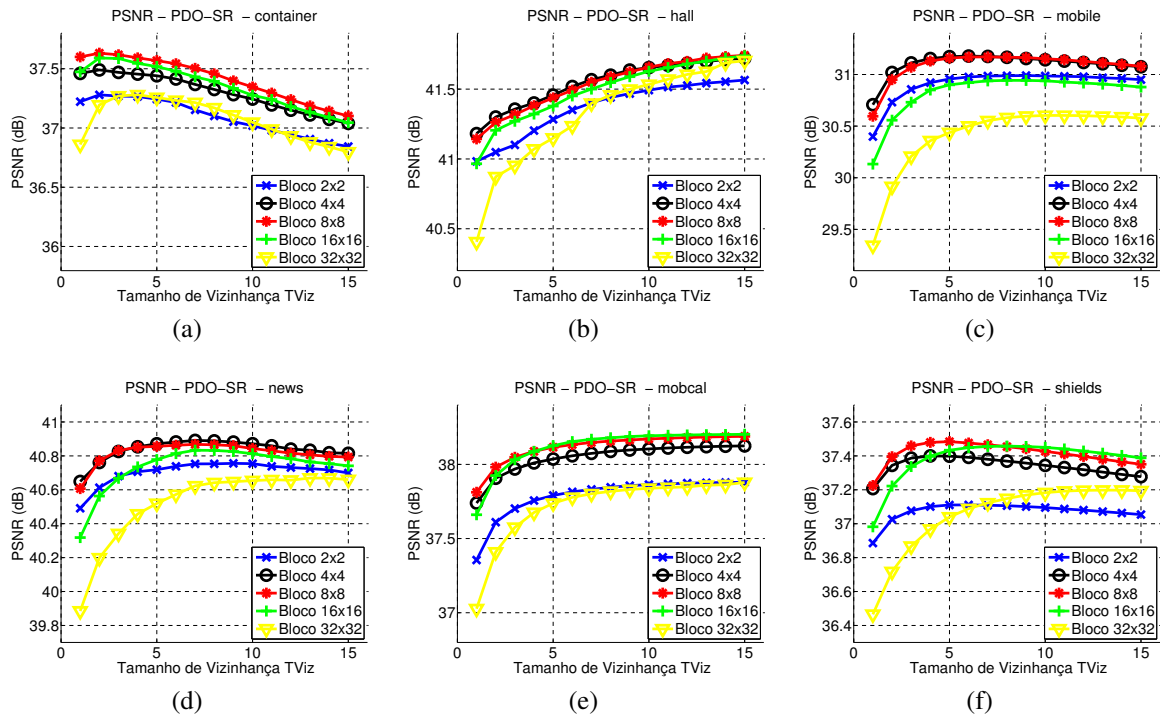 PSNR − PDO−SR − container
PSNR (dB)
37.5
37
36.5
36
0
5
10
15
Tamanho de Vizinhança TViz
Bloco 2x2
Bloco 4x4
Bloco 8x8
Bloco 16x16
Bloco 32x32
(a)
PSNR − PDO−SR − hall
PSNR (dB)
41.5
41
40.5
0
5
10
15
Tamanho de Vizinhança TViz
Bloco 2x2
Bloco 4x4
Bloco 8x8
Bloco 16x16
Bloco 32x32
(b)
PSNR − PDO−SR − mobile
PSNR (dB)
31
30.5
30
29.5
0
5
10
15
Tamanho de Vizinhança TViz
Bloco 2x2
Bloco 4x4
Bloco 8x8
Bloco 16x16
Bloco 32x32
(c)
PSNR − PDO−SR − news
PSNR (dB)
41
40.8
40.6
40.4
40.2
40
39.8
0
5
10
15
Tamanho de Vizinhança TViz
Bloco 2x2
Bloco 4x4
Bloco 8x8
Bloco 16x16
Bloco 32x32
(d)
PSNR − PDO−SR − mobcal
PSNR (dB)
38
37.5
37
0
5
10
15
Tamanho de Vizinhança TViz
Bloco 2x2
Bloco 4x4
Bloco 8x8
Bloco 16x16
Bloco 32x32
(e)
PSNR − PDO−SR − shields
PSNR (dB)
37.6
37.4
37.2
37
36.8
36.6
36.4
0
5
10
15
Tamanho de Vizinhança TViz
Bloco 2x2
Bloco 4x4
Bloco 8x8
Bloco 16x16
Bloco 32x32
(f)